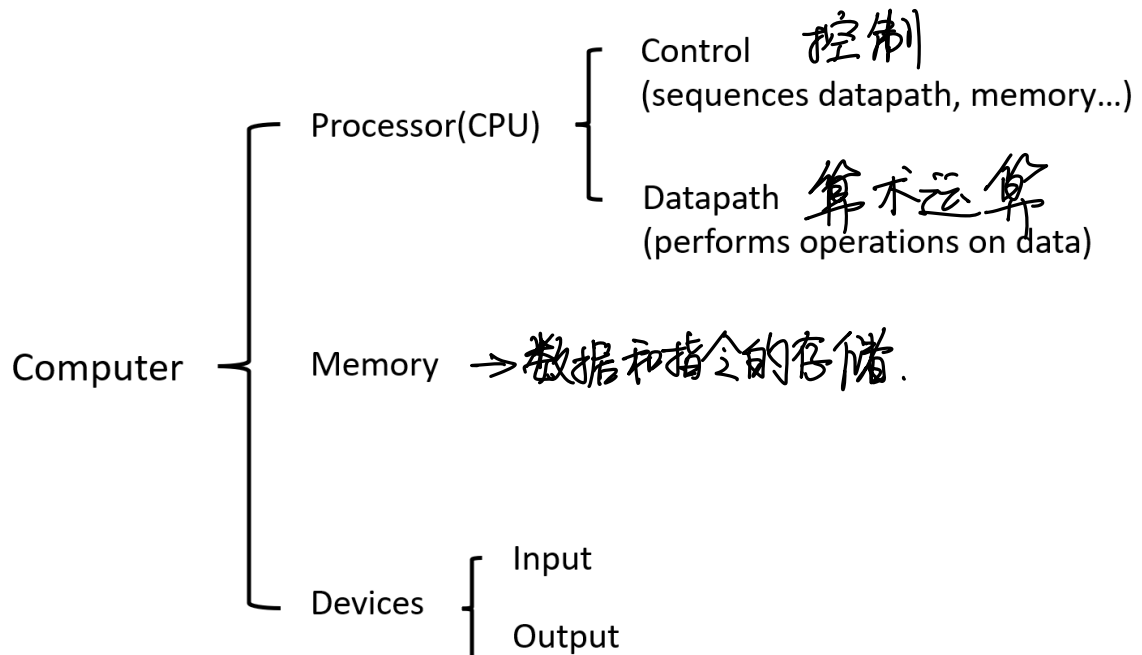 Control 控制
(sequences datapath, memory...)
Processor(CPU)
Datapath 算术运算
(performs operations on data)
Computer
Memory →数据和指令的存储.
Input
Devices
Output